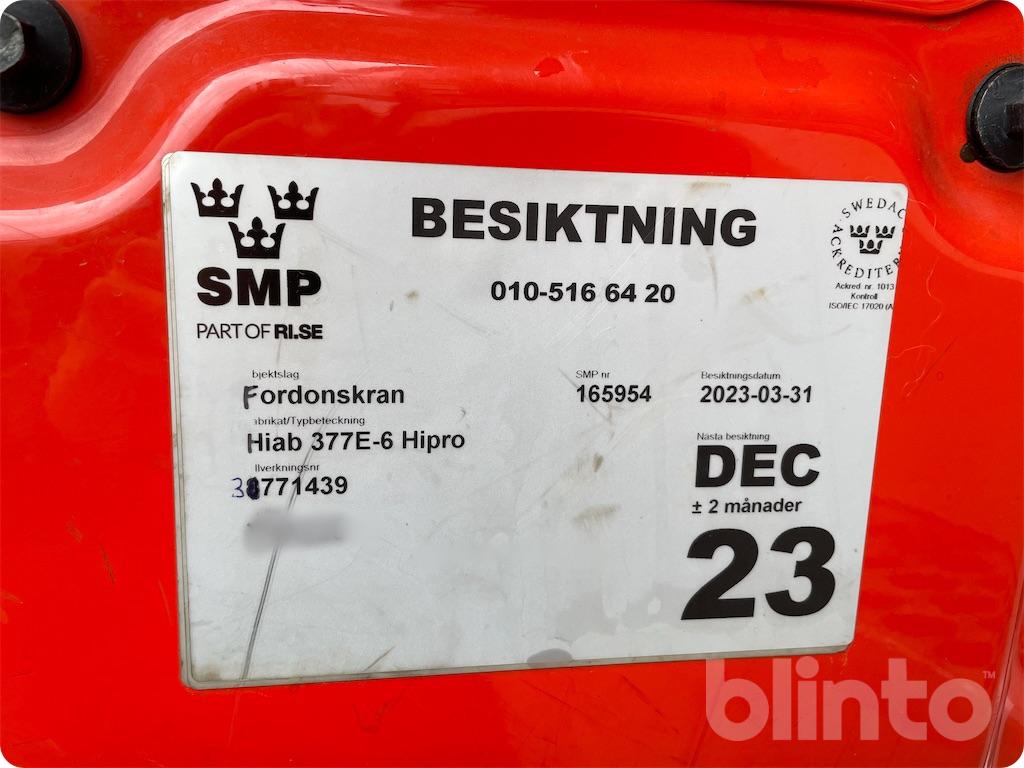 BESIKTNING
010-516 64 20
SMP
PART OF RI.SE
SWEDAC
ACKREDITER
Ackred nr. 1013
Kontroll
ISO/IEC 17020 (A
bjektslag
Fordonskran
abrikat/Typbeteckning
Hiab 377E-6 Hipro
llverkningsnr
771439
SMP nr
165954
Besiktningsdatum
2023-03-31
Nästa besiktning
DEC
± 2 månader
23
blinto™